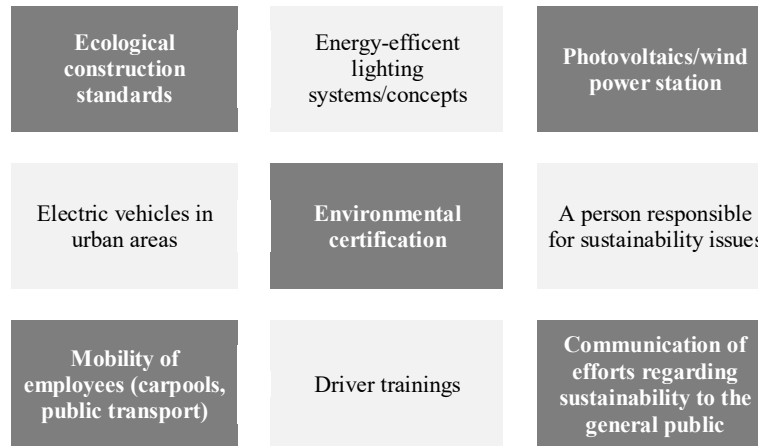 Ecological
construction
standards
Energy-efficent
lighting
systems/concepts
Photovoltaics/wind
power station
Electric vehicles in
urban areas
Environmental
certification
A person responsible
for sustainability issues
Mobility of
employees (carpools,
public transport)
Driver trainings
Communication of
efforts regarding
sustainability to the
general public